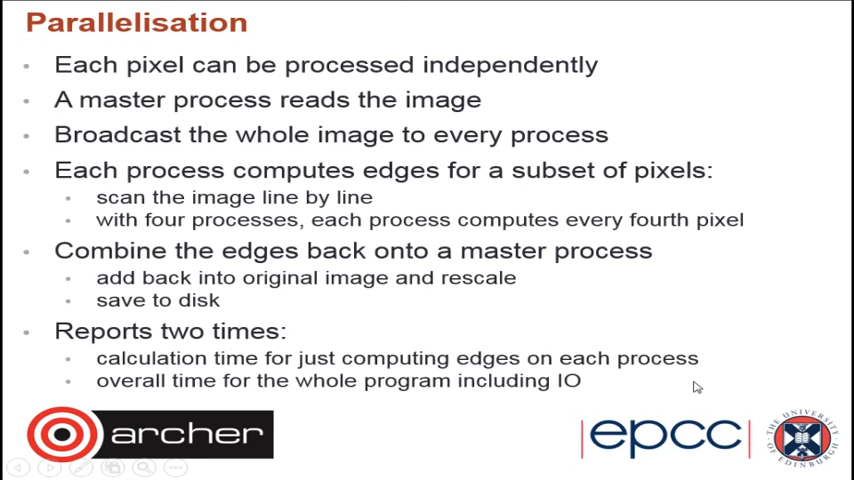 Parallelisation
Each pixel can be processed independently
A master process reads the image
Broadcast the whole image to every process
Each process computes edges for a subset of pixels:
scan the image line by line
with four processes, each process computes every fourth pixel
Combine the edges back onto a master process
add back into original image and rescale
save to disk
Reports two times:
calculation time for just computing edges on each process
overall time for the whole program including IO
archer
epcc
THE UNIVERSITY OF EDINBURGH